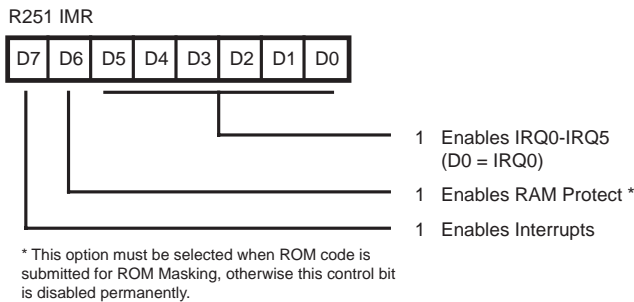 R251 IMR
D7 D6 D5 D4 D3 D2 D1 D0
1 Enables IRQ0-IRQ5
(D0 = IRQ0)
1 Enables RAM Protect *
1 Enables Interrupts
* This option must be selected when ROM code is
submitted for ROM Masking, otherwise this control bit
is disabled permanently.